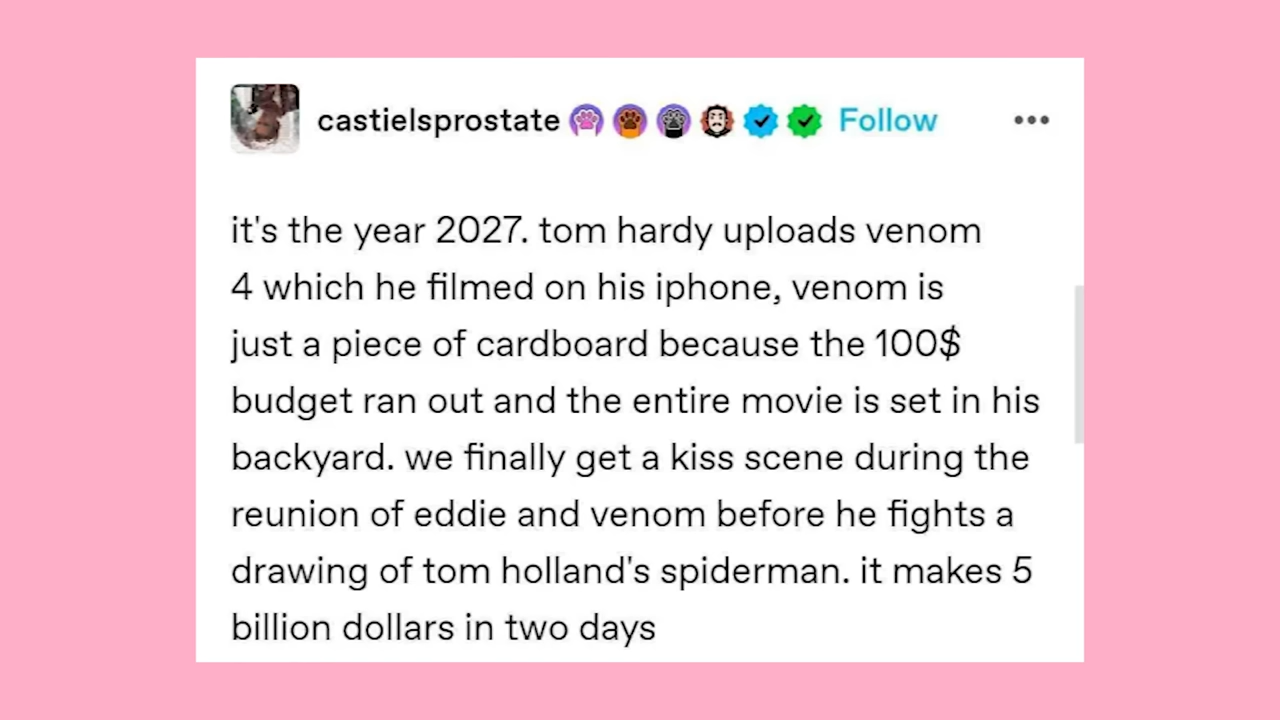 castielsprostate Follow
it's the year 2027. tom hardy uploads venom
4 which he filmed on his iphone, venom is
just a piece of cardboard because the 100$
budget ran out and the entire movie is set in his
backyard. we finally get a kiss scene during the
reunion of eddie and venom before he fights a
drawing of tom holland's spiderman. it makes 5
billion dollars in two days